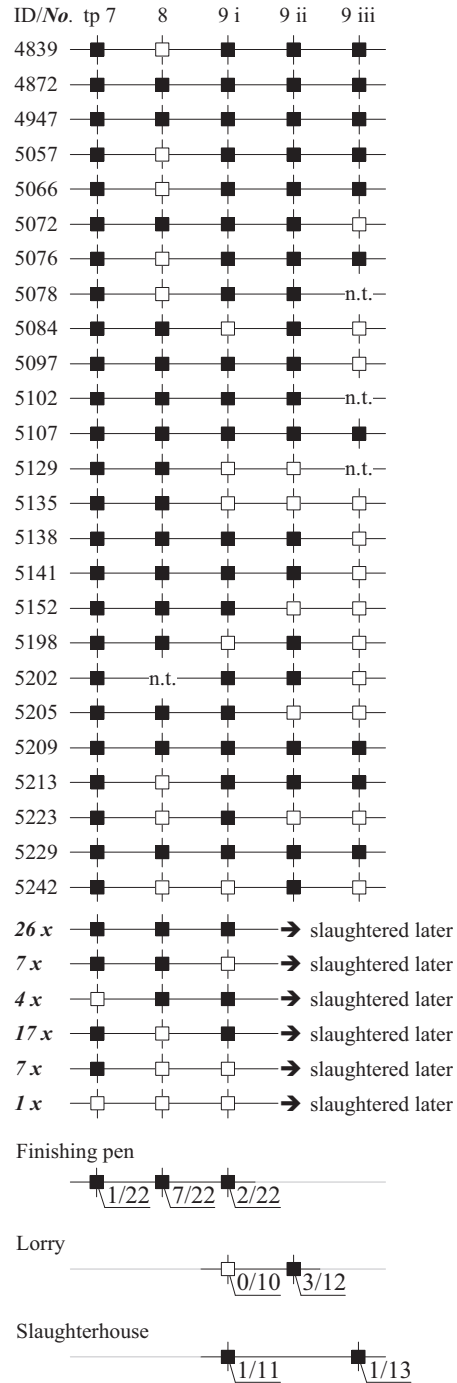 ID/No. tp 7 8 9 i 9 ii 9 iii
4839
4872
4947
5057
5066
5072
5076
5078 n.t.
5084
5097
5102 n.t.
5107
5129 n.t.
5135
5138
5141
5152
5198
5202 n.t.
5205
5209
5213
5223
5229
5242
26 x slaughtered later
7 x slaughtered later
4 x slaughtered later
17 x slaughtered later
7 x slaughtered later
1 x slaughtered later
Finishing pen
1/22 7/22 2/22
Lorry
0/10 3/12
Slaughterhouse
1/11 1/13